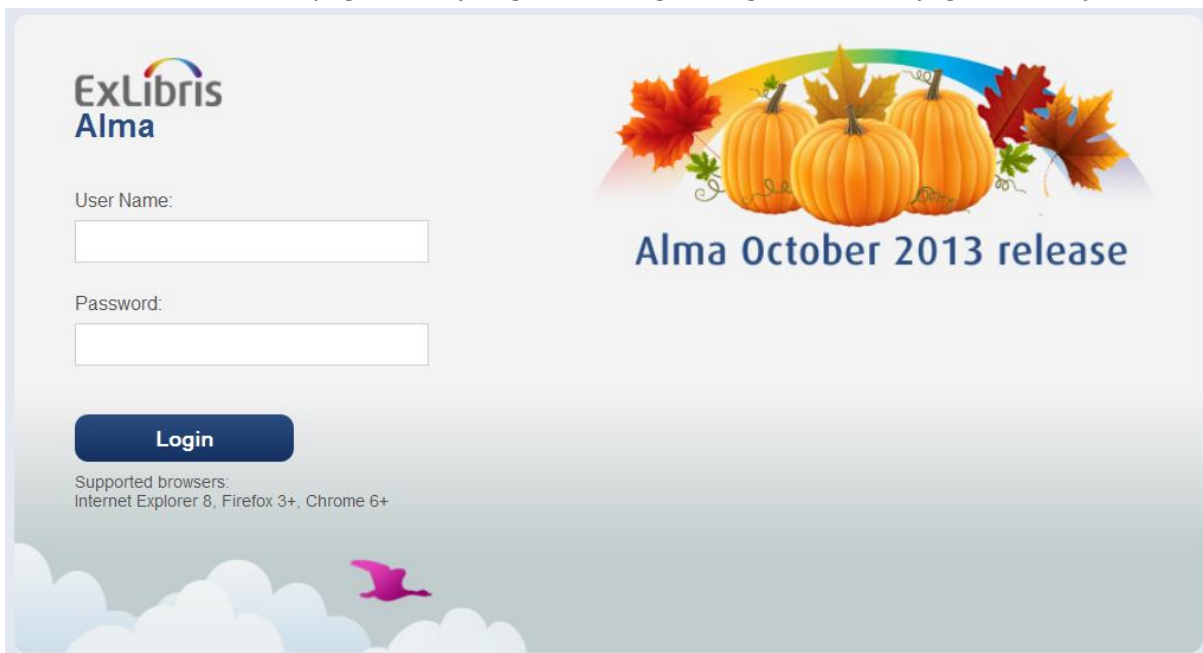 ExLibris
Alma
User Name:
Password:
Login
Supported browsers:
Internet Explorer 8, Firefox 3+, Chrome 6+
Alma October 2013 release